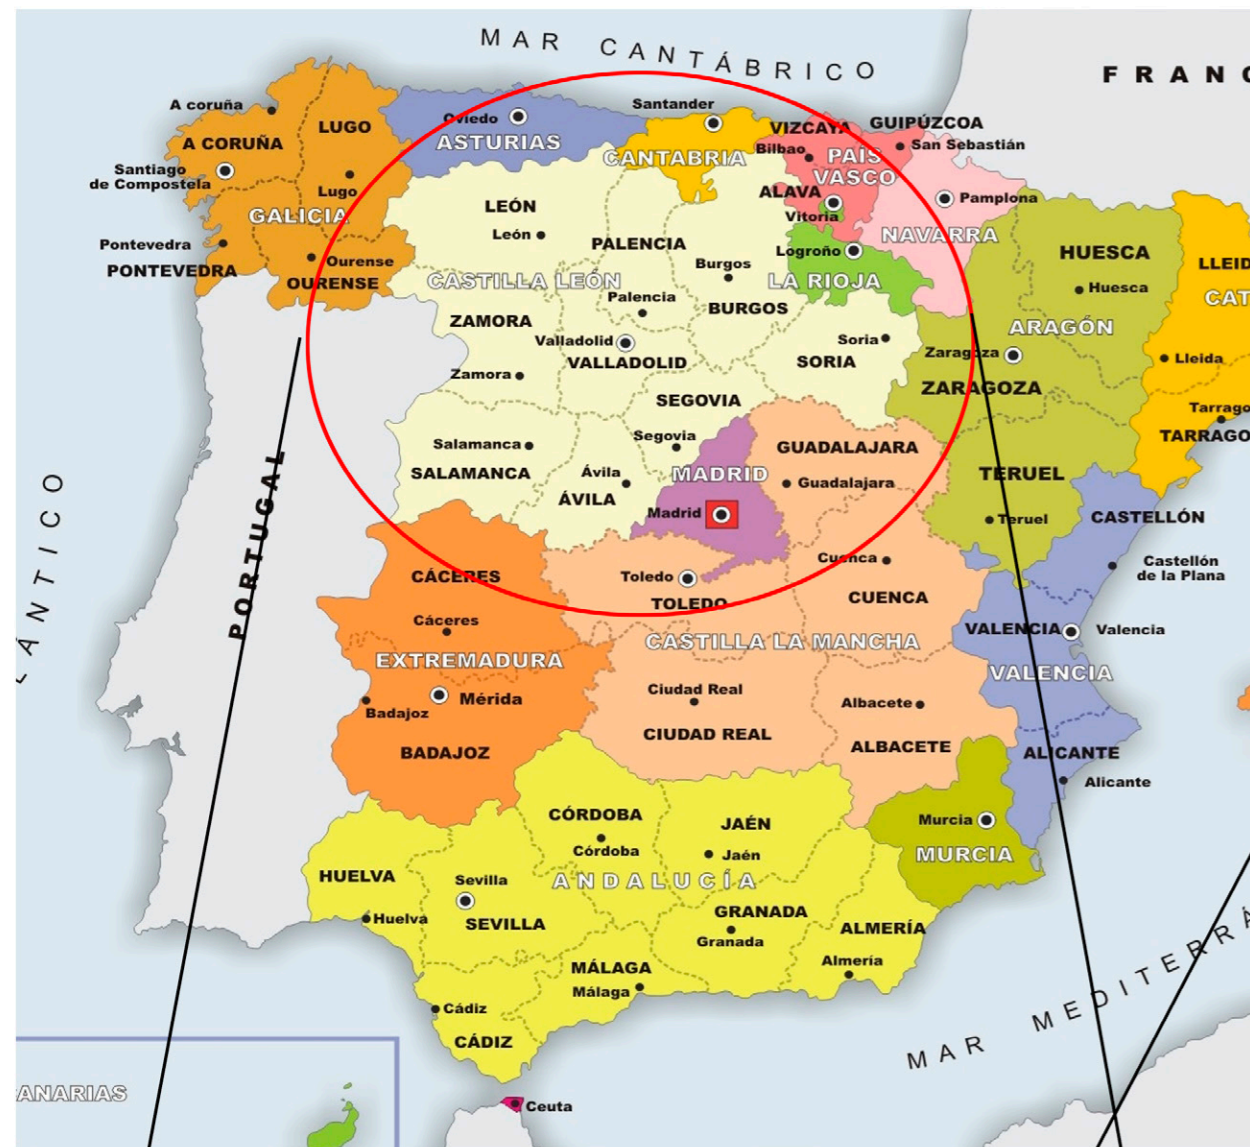 MAR CANTÁBRICO
FRANC
A coruña
A CORUÑA
LUGO
Santiago
de Compostela
Lugo
GALICIA
Pontevedra
PONTEVEDRA
Ourense
OURENSE
Oviedo
ASTURIAS
Santander
CANTABRIA
VIZCAYA
Bilbao
GUIPÚZCOA
San Sebastián
PAIS
VASCO
ALAVA
Vitoria
Pamplona
NAVARRA
Logroño
LA RIOJA
LEÓN
León
PALENCIA
Burgos
CASTILLA LEÓN
Palencia
BURGOS
ZAMORA
Valladolid
VALLADOLID
Zamora
Soria
SORIA
SEGOVIA
Segovia
Salamanca
SALAMANCA
Ávila
ÁVILA
MADRID
Madrid
HUESCA
Huesca
ARAGÓN
Zaragoza
ZARAGOZA
TERUEL
Teruel
LLEID
CAT
Lleida
Tarrago
TARRAGO
GUADALAJARA
Guadalajara
Cuenca
CUENCA
Toledo
TOLEDO
CASTILLA LA MANCHA
Ciudad Real
CIUDAD REAL
Albacete
ALBACETE
CASTELLÓN
Castellón
de la Plana
VALENCIA
Valencia
VALENCIA
ALICANTE
Alicante
PORTUGAL
LÁNTICO
CÁCERES
Cáceres
EXTREMADURA
Mérida
Badajoz
BADAJOZ
Murcia
MURCIA
CÓRDOBA
Córdoba
JAÉN
Jaén
HUELVA
Huelva
Sevilla
SEVILLA
ANDALUCÍA
GRANADA
Granada
ALMERÍA
Almería
MÁLAGA
Málaga
Cádiz
CÁDIZ
MAR MEDITERRÁ
ANARIAS
Ceuta